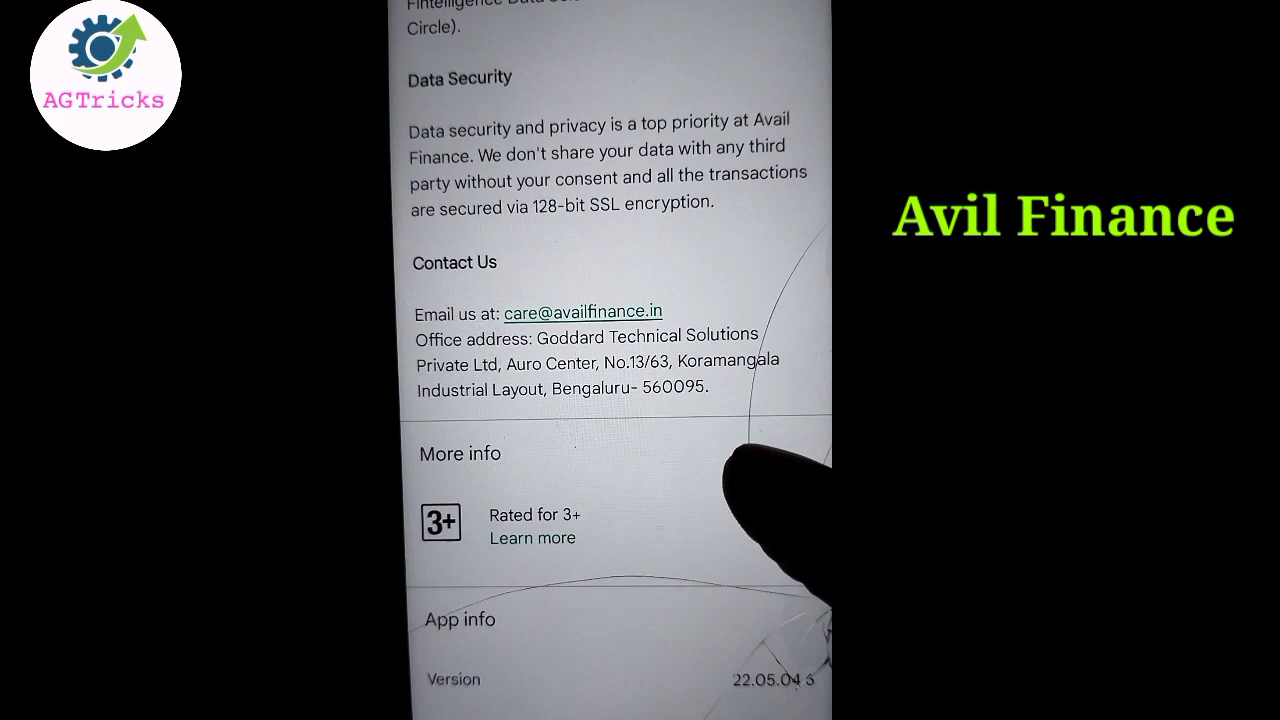 AGTricks
Circle).
Data Security
Data security and privacy is a top priority at Avail
Finance. We don't share your data with any third
party without your consent and all the transactions
are secured via 128-bit SSL encryption.
Contact Us
Email us at: care@availfinance.in
Office address: Goddard Technical Solutions
Private Ltd, Auro Center, No.13/63, Koramangala
Industrial Layout, Bengaluru- 560095.
More info
3+
Rated for 3+
Learn more
App info
Version
22.05.04
Avil Finance